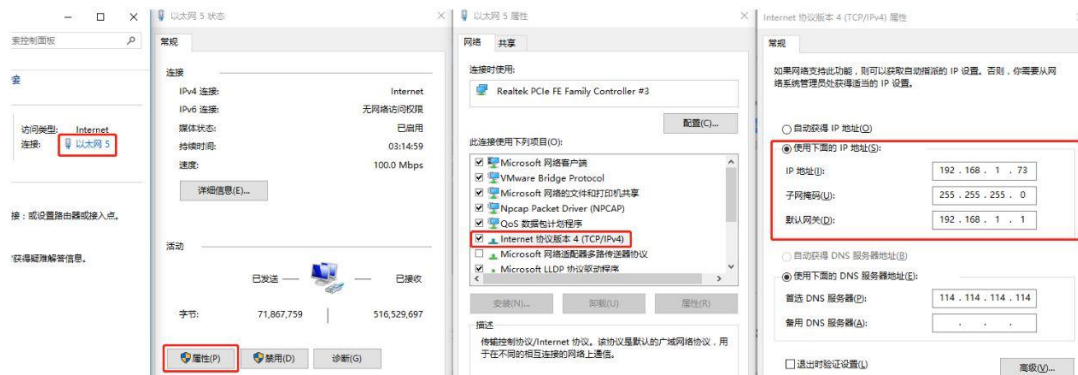 索控制面板
访问类型: Internet
连接: 以太网 5
接；或设置路由器或接入点。
获得疑难解答信息。
以太网 5 状态
常规
连接
IPv4 连接: Internet
IPv6 连接: 无网络访问权限
媒体状态: 已启用
持续时间: 03:14:59
速度: 100.0 Mbps
详细信息(E)...
活动
已发送 — — 已接收
字节: 71,867,759 | 516,529,697
属性(P) 禁用(D) 诊断(G)
以太网 5 属性
网络 共享
连接时使用:
Realtek PCIe FE Family Controller #3
配置(C)...
此连接使用下列项目(O):
Microsoft 网络客户端
VMware Bridge Protocol
Microsoft 网络的文件和打印机共享
Npcap Packet Driver (NPCAP)
QoS 数据包计划程序
Internet 协议版本 4 (TCP/IPv4)
Microsoft 网络适配器多路传送器协议
Microsoft LLDP 协议驱动程序
安装(N)... 卸载(U) 属性(R)
描述
传输控制协议/Internet 协议。该协议是默认的广域网络协议，用
于在不同的相互连接的网络上通信。
Internet 协议版本 4 (TCP/IPv4) 属性
常规
如果网络支持此功能，则可以获取自动指派的 IP 设置。否则，你需要从网
络系统管理员处获得适当的 IP 设置。
自动获得 IP 地址(O)
使用下面的 IP 地址(S):
IP 地址(I): 192 . 168 . 1 . 73
子网掩码(U): 255 . 255 . 255 . 0
默认网关(D): 192 . 168 . 1 . 1
自动获得 DNS 服务器地址(B)
使用下面的 DNS 服务器地址(E):
首选 DNS 服务器(P): 114 . 114 . 114 . 114
备用 DNS 服务器(A): . . .
退出时验证设置(L)
高级(V)...